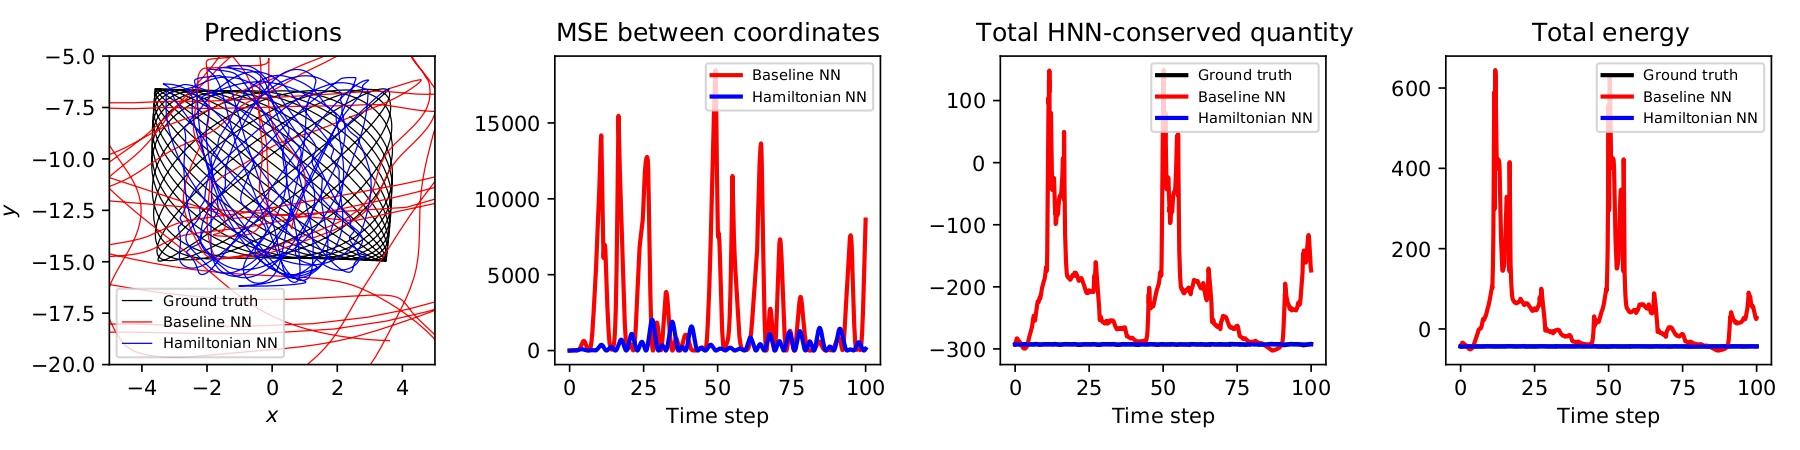 Predictions
−5.0
−7.5
−10.0
−12.5
−15.0
−17.5
−20.0
y
−4
−2
0
2
4
x
Ground truth
Baseline NN
Hamiltonian NN
MSE between coordinates
15000
10000
5000
0
0
25
50
75
100
Time step
Baseline NN
Hamiltonian NN
Total HNN-conserved quantity
100
0
−100
−200
−300
0
25
50
75
100
Time step
Ground truth
Baseline NN
Hamiltonian NN
Total energy
600
400
200
0
0
25
50
75
100
Time step
Ground truth
Baseline NN
Hamiltonian NN